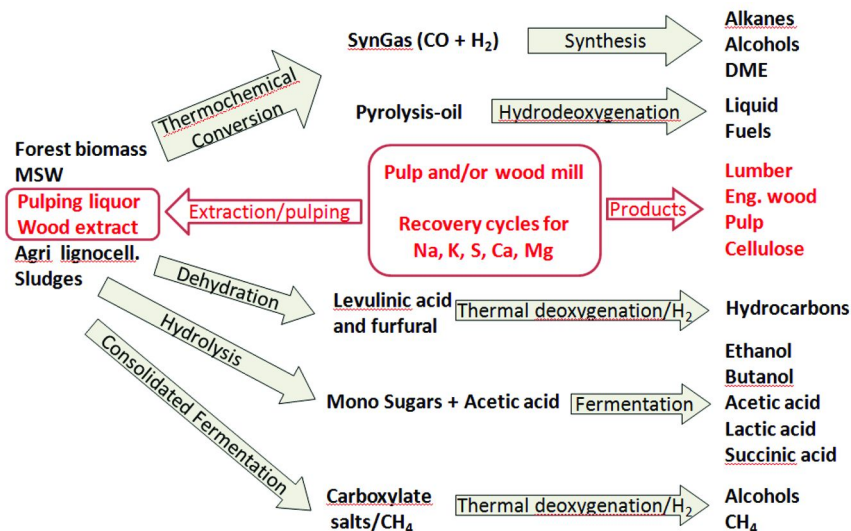 SynGas (CO + H₂)
Synthesis
Alkanes
Alcohols
DME
Thermochemical
Conversion
Pyrolysis-oil
Hydrodeoxygenation
Liquid
Fuels
Forest biomass
MSW
Pulping liquor
Wood extract
Agri lignocell.
Sludges
Extraction/pulping
Pulp and/or wood mill
Recovery cycles for
Na, K, S, Ca, Mg
Products
Lumber
Eng. wood
Pulp
Cellulose
Dehydration
Levulinic acid
and furfural
Thermal deoxygenation/H₂
Hydrocarbons
Hydrolysis
Mono Sugars + Acetic acid
Fermentation
Ethanol
Butanol
Acetic acid
Lactic acid
Succinic acid
Consolidated Fermentation
Carboxylate
salts/CH₄
Thermal deoxygenation/H₂
Alcohols
CH₄